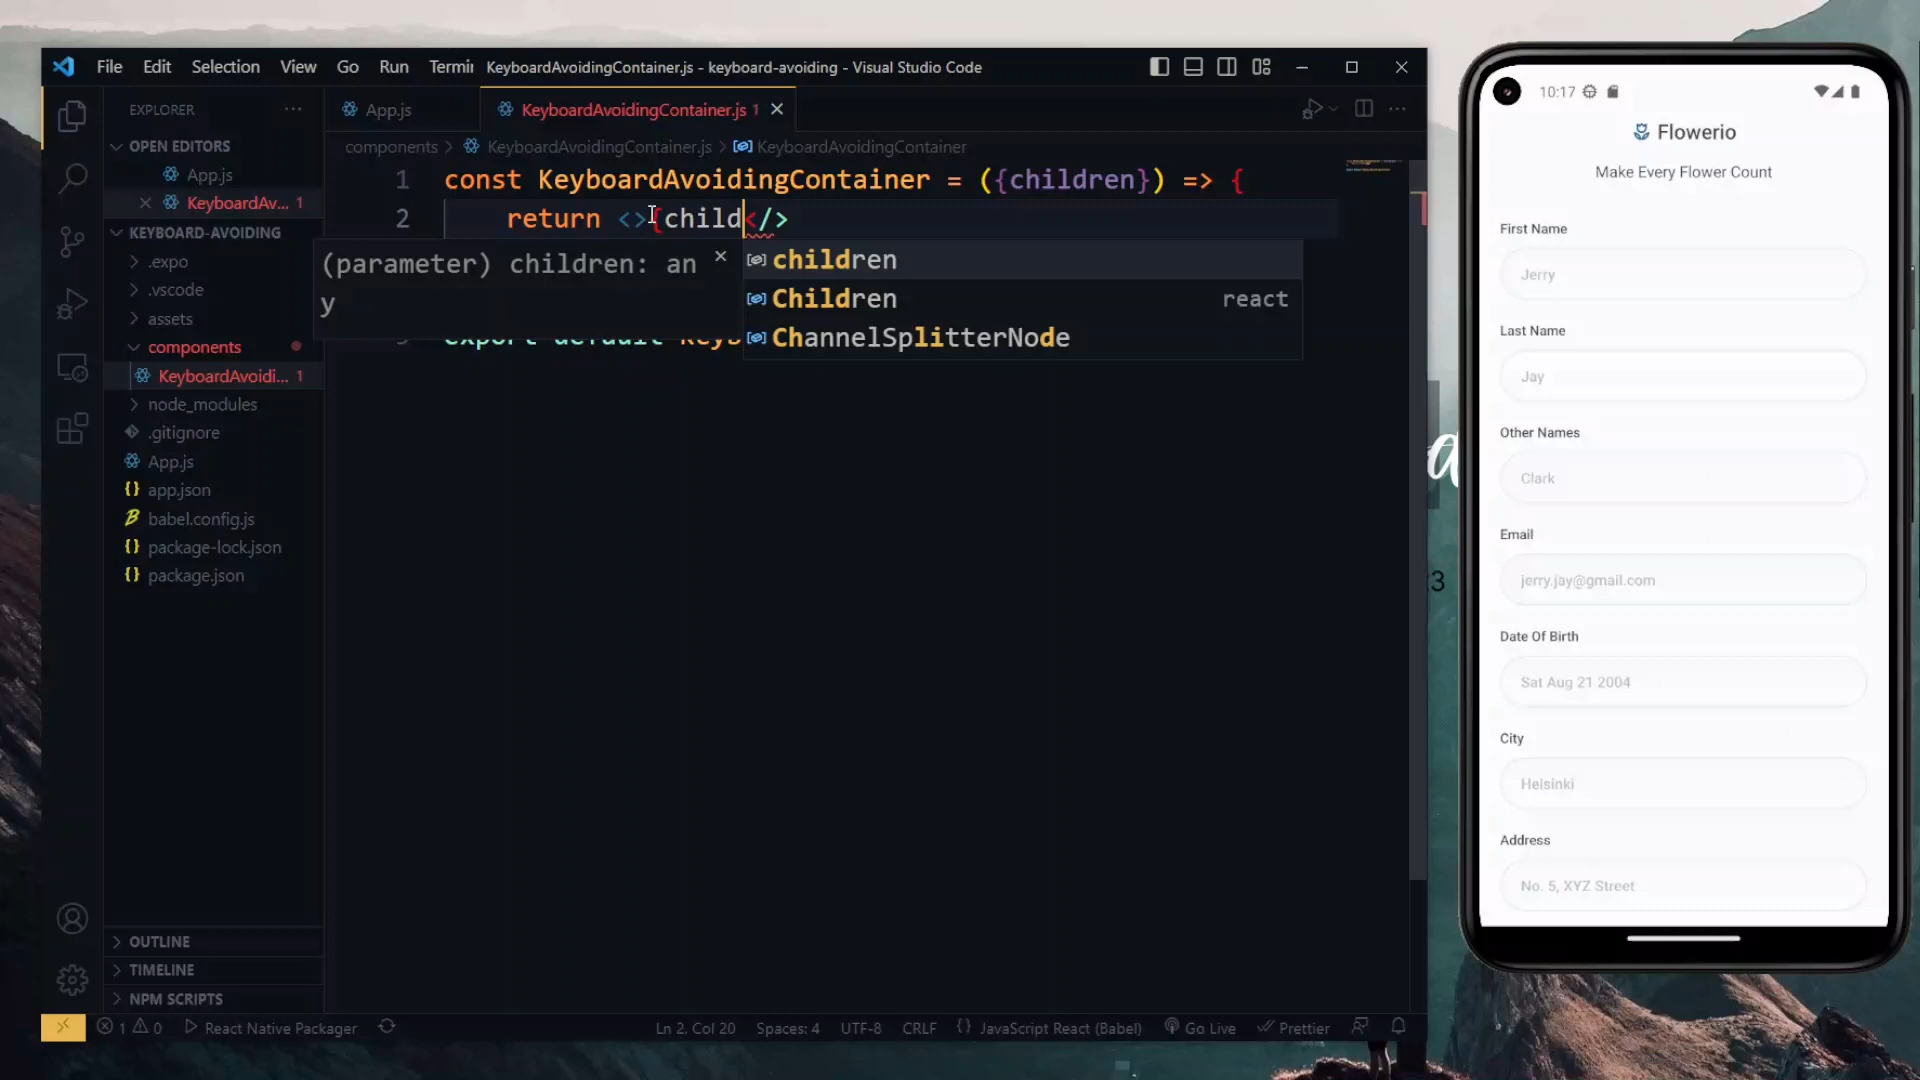 File Edit Selection View Go Run Termii KeyboardAvoidingContainer.js - keyboard-avoiding - Visual Studio Code
EXPLORER
OPEN EDITORS
App.js
KeyboardAv... 1
KEYBOARD-AVOIDING
.expo
.vscode
assets
components
KeyboardAvoidi... 1
node_modules
.gitignore
App.js
app.json
babel.config.js
package-lock.json
package.json
OUTLINE
TIMELINE
NPM SCRIPTS
App.js KeyboardAvoidingContainer.js 1
components > KeyboardAvoidingContainer.js > KeyboardAvoidingContainer
1 const KeyboardAvoidingContainer = ({children}) => {
2 return <>{child</>
(parameter) children: an
y
children
Children react
ChannelSplitterNode
export default
1 0 React Native Packager Ln 2, Col 20 Spaces: 4 UTF-8 CRLF {} JavaScript React (Babel) Go Live Prettier
10:17
Flowerio
Make Every Flower Count
First Name
Jerry
Last Name
Jay
Other Names
Clark
Email
jerry.jay@gmail.com
Date Of Birth
Sat Aug 21 2004
City
Helsinki
Address
No. 5, XYZ Street